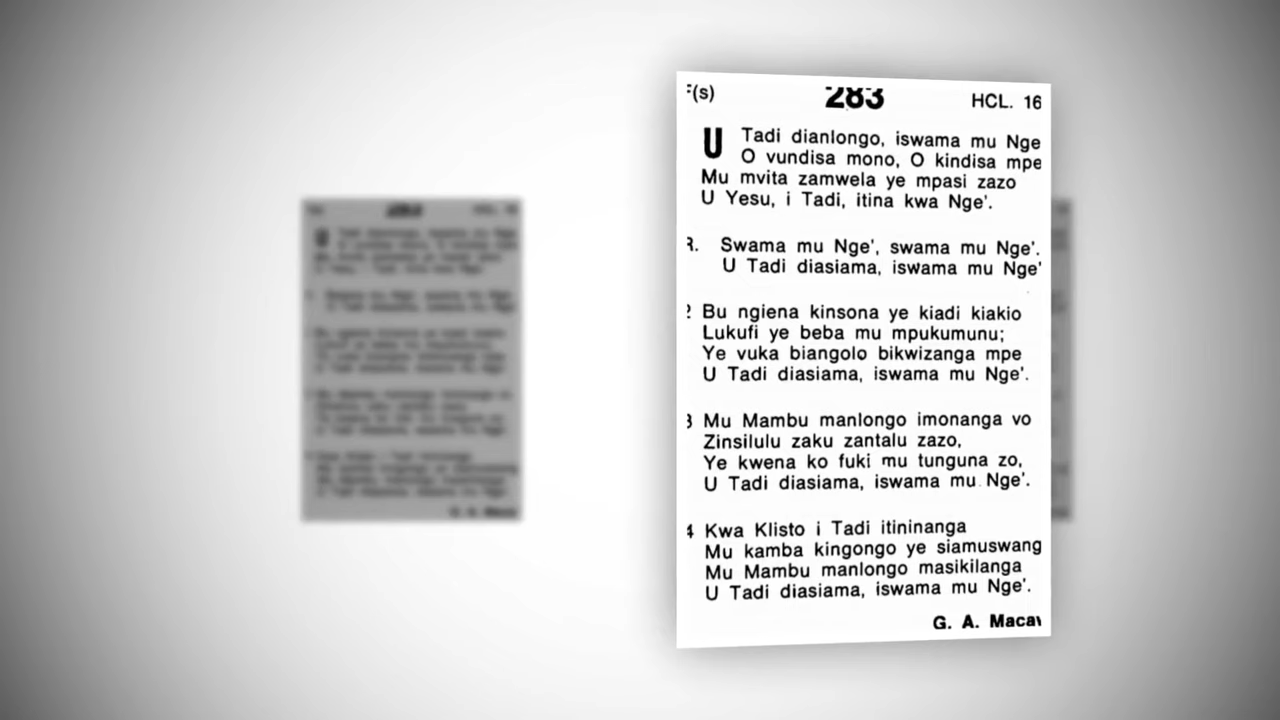 F(s) 283 HCL. 16
U Tadi dianlongo, iswama mu Nge
O vundisa mono, O kindisa mpe
Mu mvita zamwela ye mpasi zazo
U Yesu, i Tadi, itina kwa Nge'.
R. Swama mu Nge', swama mu Nge'.
U Tadi diasiama, iswama mu Nge'
2 Bu ngiena kinsona ye kiadi kiakio
Lukufi ye beba mu mpukumunu;
Ye vuka biangolo bikwizanga mpe
U Tadi diasiama, iswama mu Nge'.
3 Mu Mambu manlongo imonanga vo
Zinsilulu zaku zantalu zazo,
Ye kwena ko fuki mu tunguna zo,
U Tadi diasiama, iswama mu Nge'.
4 Kwa Klisto i Tadi itininanga
Mu kamba kingongo ye siamuswang
Mu Mambu manlongo masikilanga
U Tadi diasiama, iswama mu Nge'.
G. A. Maca